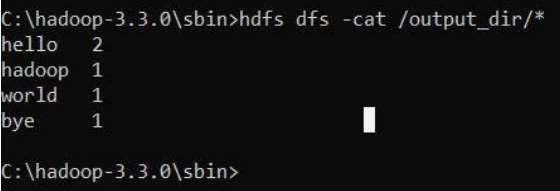 C:\hadoop-3.3.0\sbin>hdfs dfs -cat /output_dir/*
hello   2
hadoop  1
world   1
bye     1
C:\hadoop-3.3.0\sbin>